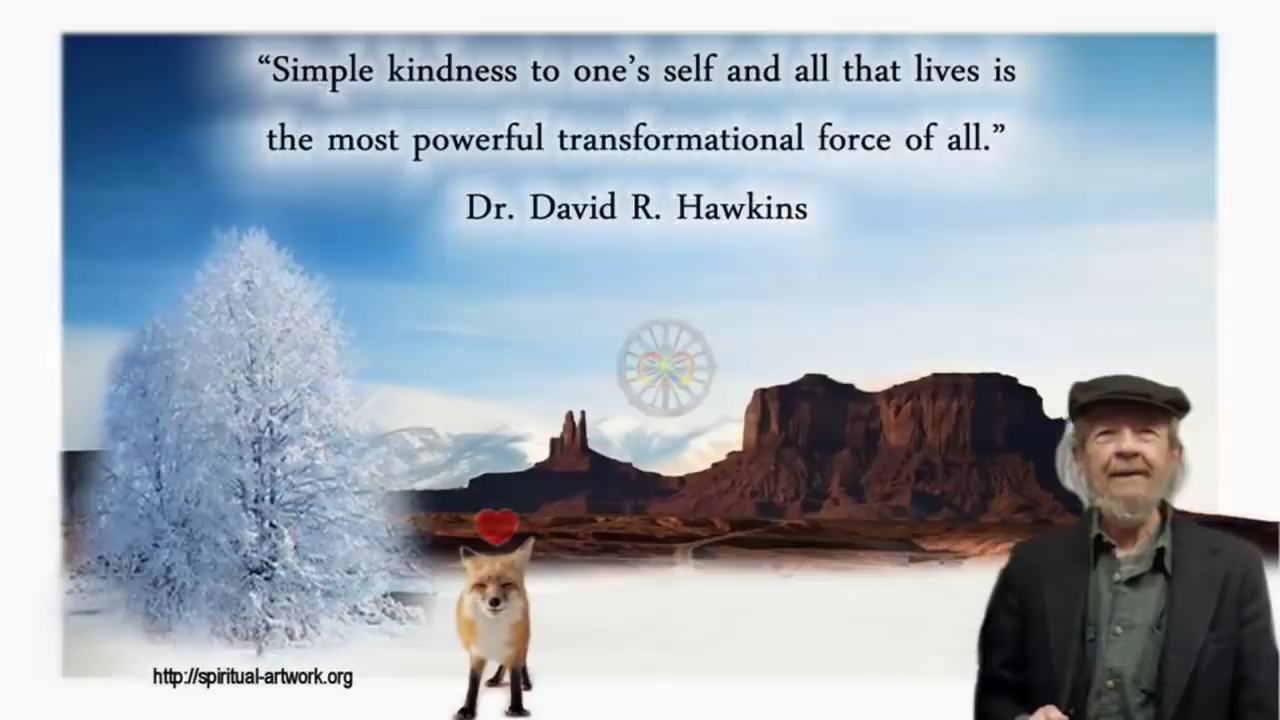 “Simple kindness to one’s self and all that lives is
the most powerful transformational force of all.”
Dr. David R. Hawkins
http://spiritual-artwork.org